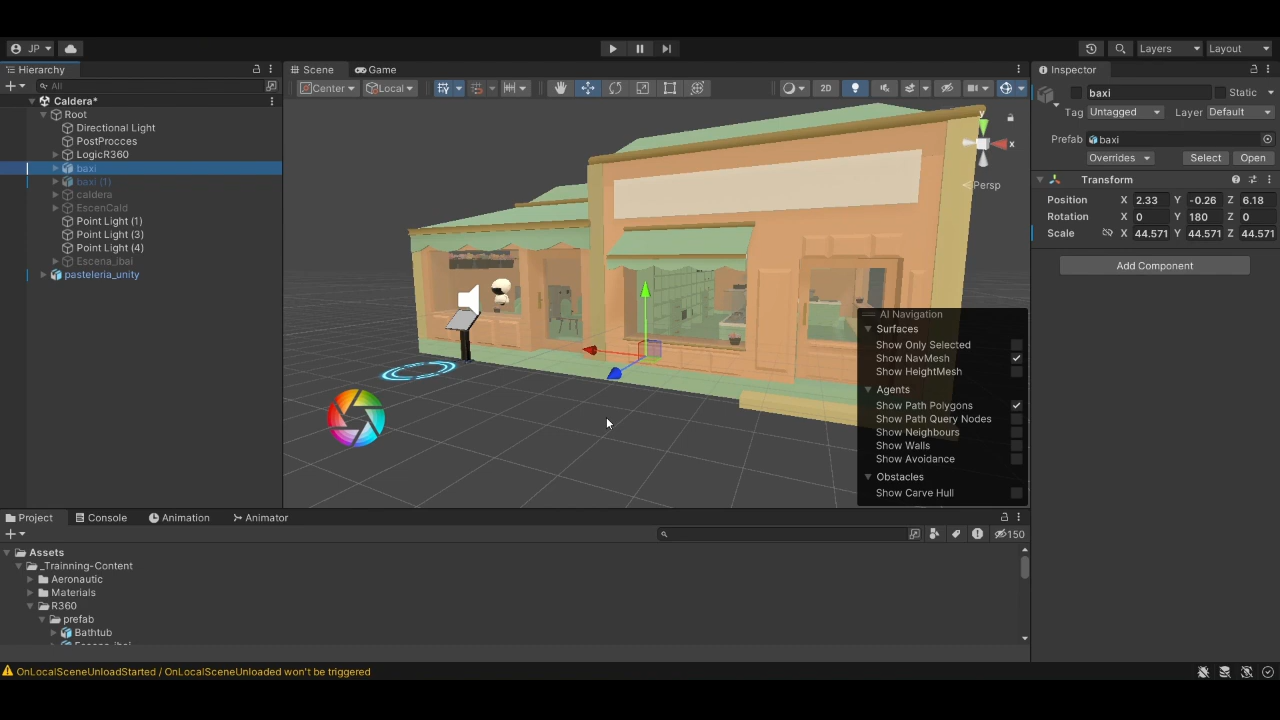 JP
Layers
Layout
Hierarchy
Scene
Game
Inspector
All
Center
Local
2D
baxi
Static
Caldera*
Tag Untagged
Layer Default
Root
Directional Light
PostProcces
LogicR360
baxi
baxi (1)
caldera
EscenCald
Point Light (1)
Point Light (3)
Point Light (4)
Escena_Ibai
pasteleria_unity
y
x
Persp
Prefab baxi
Overrides
Select
Open
Transform
Position X 2.33 Y -0.26 Z 6.18
Rotation X 0 Y 180 Z 0
Scale X 44.571 Y 44.571 Z 44.571
Add Component
AI Navigation
Surfaces
Show Only Selected
Show NavMesh
Show HeightMesh
Agents
Show Path Polygons
Show Path Query Nodes
Show Neighbours
Show Walls
Show Avoidance
Obstacles
Show Carve Hull
Project
Console
Animation
Animator
150
Assets
_Trainning-Content
Aeronautic
Materials
R360
prefab
Bathtub
OnLocalSceneUnloadStarted / OnLocalSceneUnloaded won't be triggered